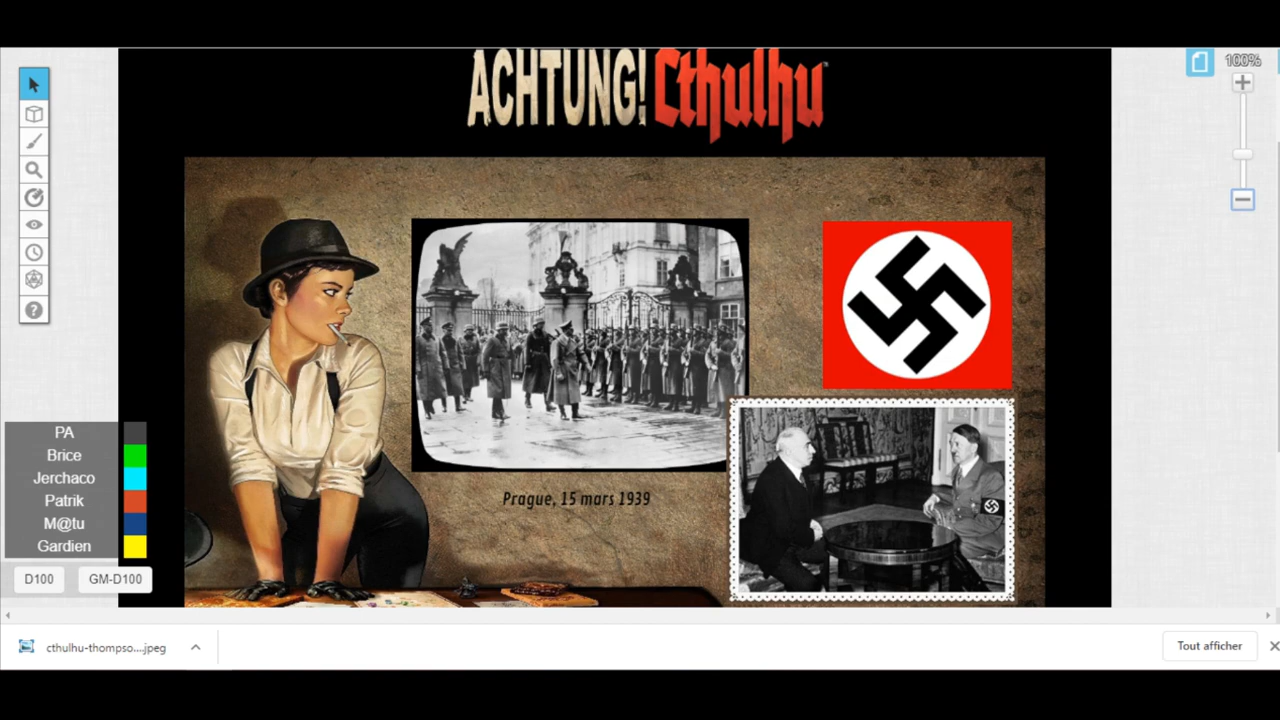 ACHTUNG! Cthulhu
100%
Prague, 15 mars 1939
PA
Brice
Jerchaco
Patrik
M@tu
Gardien
D100 GM-D100
cthulhu-thompso....jpeg
Tout afficher